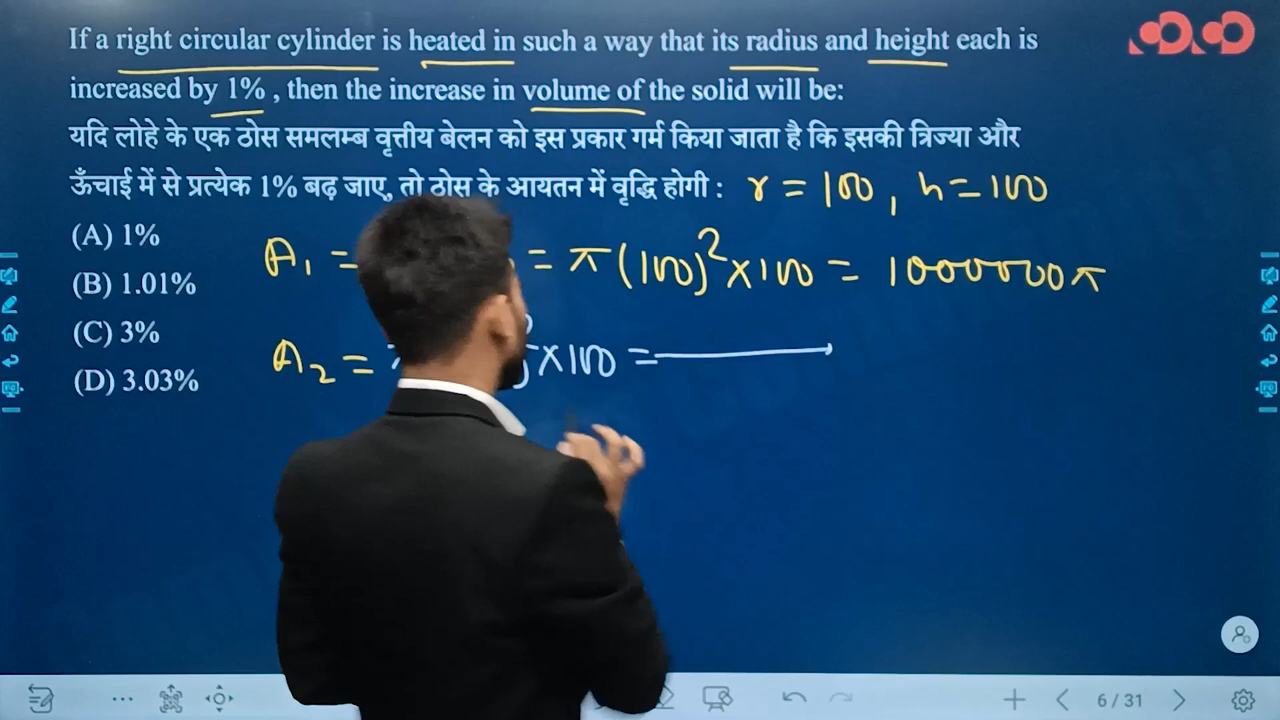 If a right circular cylinder is heated in such a way that its radius and height each is
increased by 1% , then the increase in volume of the solid will be:
यदि लोहे के एक ठोस समलम्ब वृत्तीय बेलन को इस प्रकार गर्म किया जाता है कि इसकी त्रिज्या और
ऊँचाई में से प्रत्येक 1% बढ़ जाए, तो ठोस के आयतन में वृद्धि होगी : r = 100 , h = 100
(A) 1%
A₁ = = π(100)² × 100 = 1000000π
(B) 1.01%
(C) 3%
A₂ = × 100 =
(D) 3.03%
6 / 31